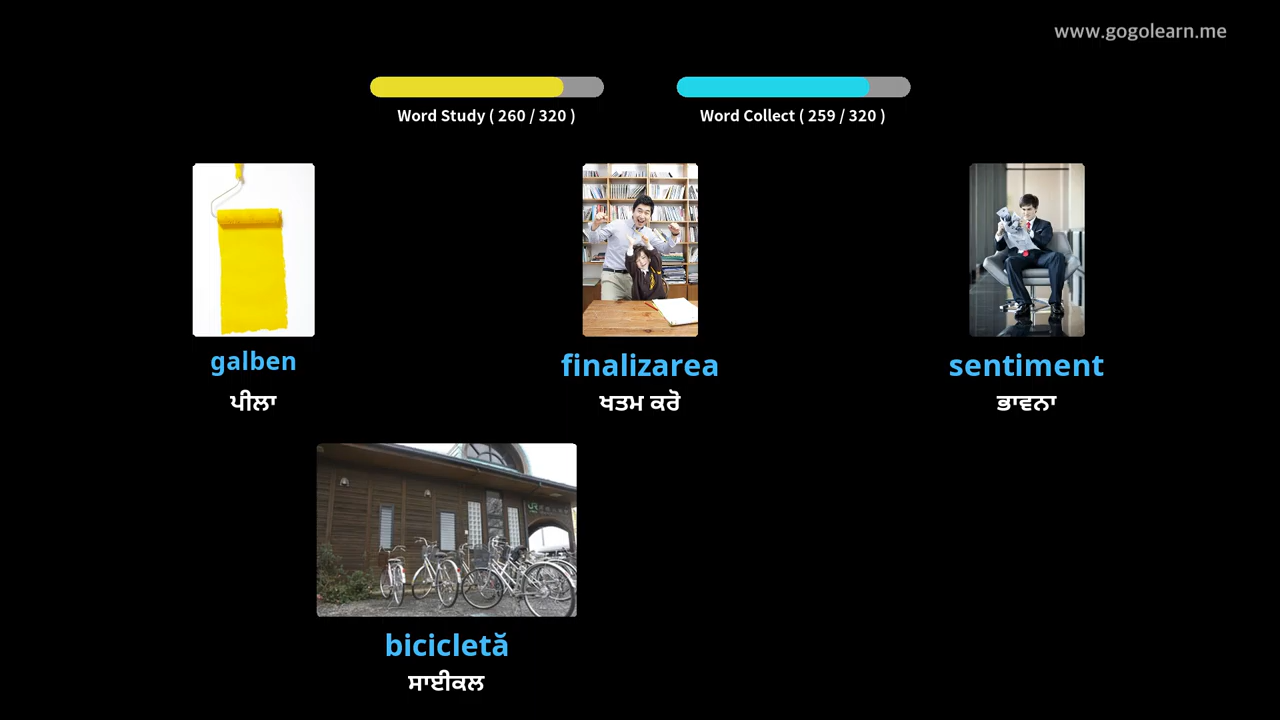 www.gogolearn.me
Word Study ( 260 / 320 )
Word Collect ( 259 / 320 )
galben
finalizarea
sentiment
ਪੀਲਾ
ਖਤਮ ਕਰੋ
ਭਾਵਨਾ
JR
bicicletă
ਸਾਈਕਲ